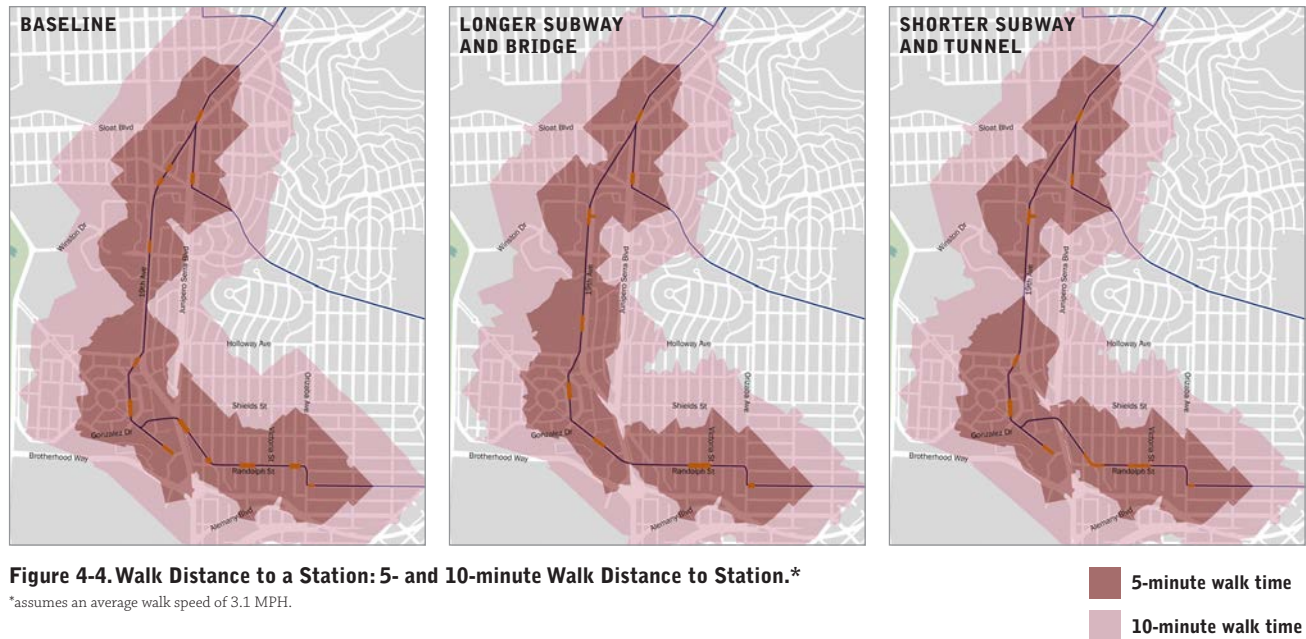 BASELINE
Sloat Blvd
Winston Dr
19th Ave
Junipero Serra Blvd
Holloway Ave
Orizaba Ave
Shields St
Victoria St
Gonzalez Dr
Brotherhood Way
Randolph St
Alemany Blvd
LONGER SUBWAY
AND BRIDGE
Sloat Blvd
Winston Dr
19th Ave
Junipero Serra Blvd
Holloway Ave
Orizaba Ave
Shields St
Victoria St
Gonzalez Dr
Brotherhood Way
Randolph St
Alemany Blvd
SHORTER SUBWAY
AND TUNNEL
Sloat Blvd
Winston Dr
19th Ave
Junipero Serra Blvd
Holloway Ave
Orizaba Ave
Shields St
Victoria St
Gonzalez Dr
Brotherhood Way
Randolph St
Alemany Blvd
Figure 4-4. Walk Distance to a Station: 5- and 10-minute Walk Distance to Station.*
*assumes an average walk speed of 3.1 MPH.
5-minute walk time
10-minute walk time